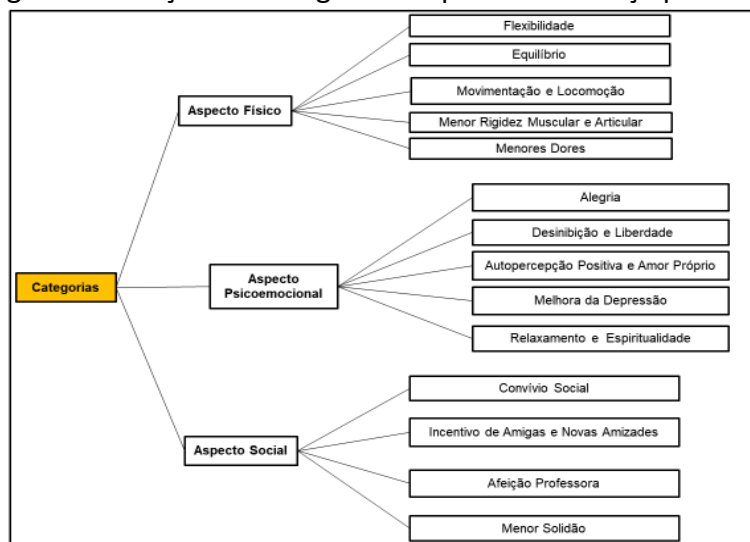 Flexibilidade
Equilíbrio
Movimentação e Locomoção
Aspecto Físico
Menor Rigidez Muscular e Articular
Menores Dores
Alegria
Desinibição e Liberdade
Categorias
Aspecto
Psicoemocional
Autopercepção Positiva e Amor Próprio
Melhora da Depressão
Relaxamento e Espiritualidade
Convívio Social
Incentivo de Amigas e Novas Amizades
Aspecto Social
Afeição Professora
Menor Solidão